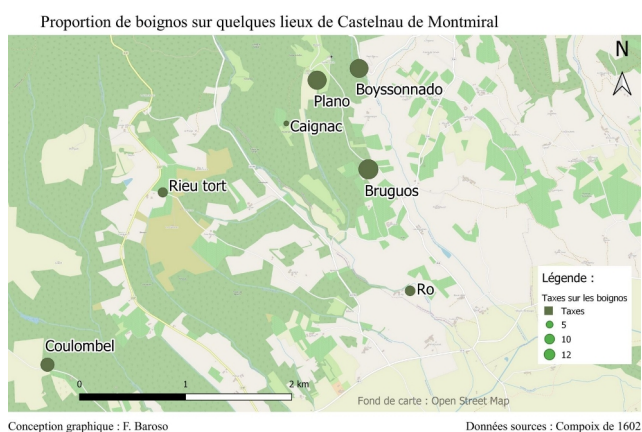 Proportion de boignos sur quelques lieux de Castelnau de Montmiral
N
Boyssonnado
Plano
Caignac
Bruguos
Rieu tort
Ro
Légende :
Taxes sur les boignos
Taxes
5
10
12
Coulombel
0 1 2 km
Fond de carte : Open Street Map
Conception graphique : F. Baroso
Données sources : Compoix de 1602